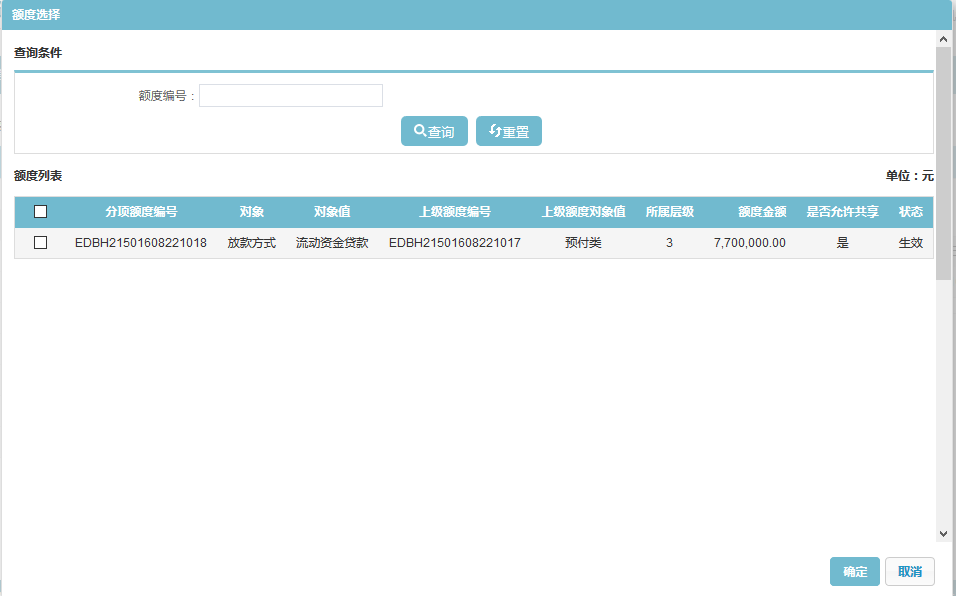 额度选择
查询条件
额度编号：
查询 重置
额度列表 单位：元
分项额度编号 对象 对象值 上级额度编号 上级额度对象值 所属层级 额度金额 是否允许共享 状态
EDBH21501608221018 放款方式 流动资金贷款 EDBH21501608221017 预付类 3 7,700,000.00 是 生效
确定 取消